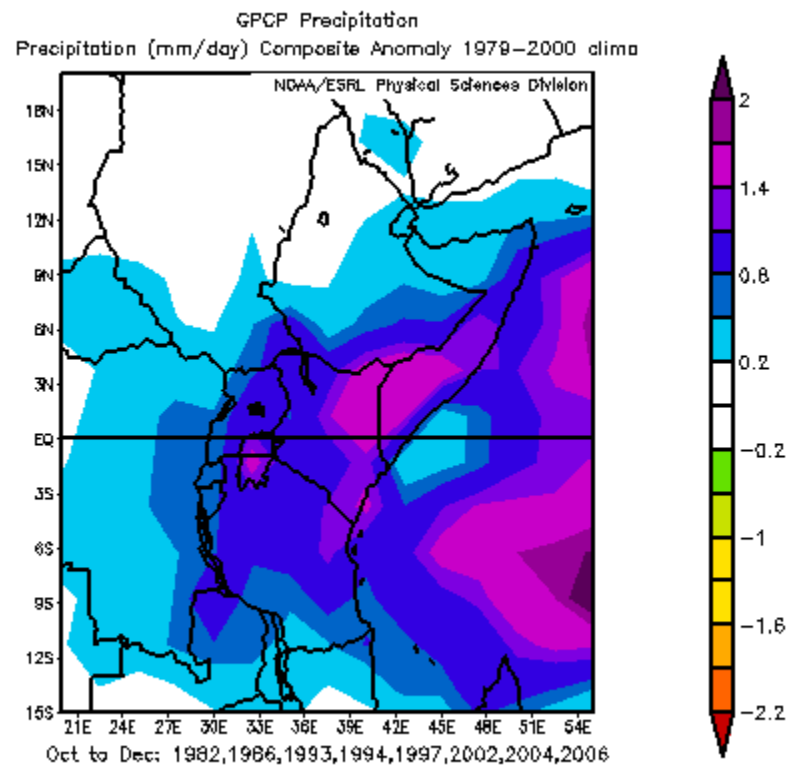 GPCP Precipitation
Precipitation (mm/day) Composite Anomaly 1979-2000 clima
NOAA/ESRL Physical Sciences Division
18N
15N
12N
9N
6N
3N
EQ
3S
6S
9S
12S
15S
21E 24E 27E 30E 33E 36E 39E 42E 45E 48E 51E 54E
Oct to Dec: 1982,1986,1993,1994,1997,2002,2004,2006
2
1.4
0.8
0.2
-0.2
-1
-1.6
-2.2